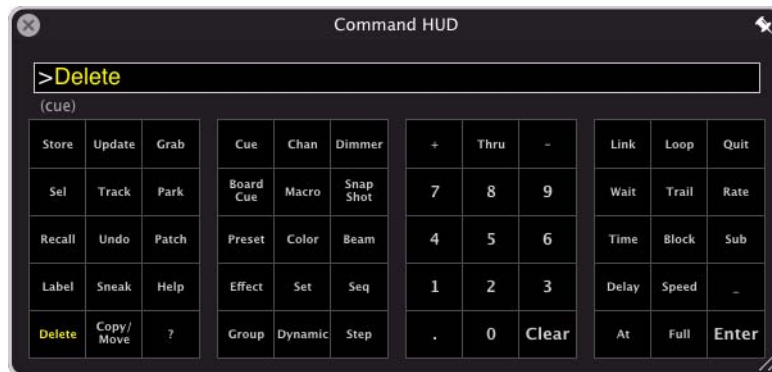 Command HUD
>Delete
(cue)
Store Update Grab Cue Chan Dimmer + Thru - Link Loop Quit
Sel Track Park Board Cue Macro Snap Shot 7 8 9 Wait Trail Rate
Recall Undo Patch Preset Color Beam 4 5 6 Time Block Sub
Label Sneak Help Effect Set Seq 1 2 3 Delay Speed _
Delete Copy/ Move ? Group Dynamic Step . 0 Clear At Full Enter